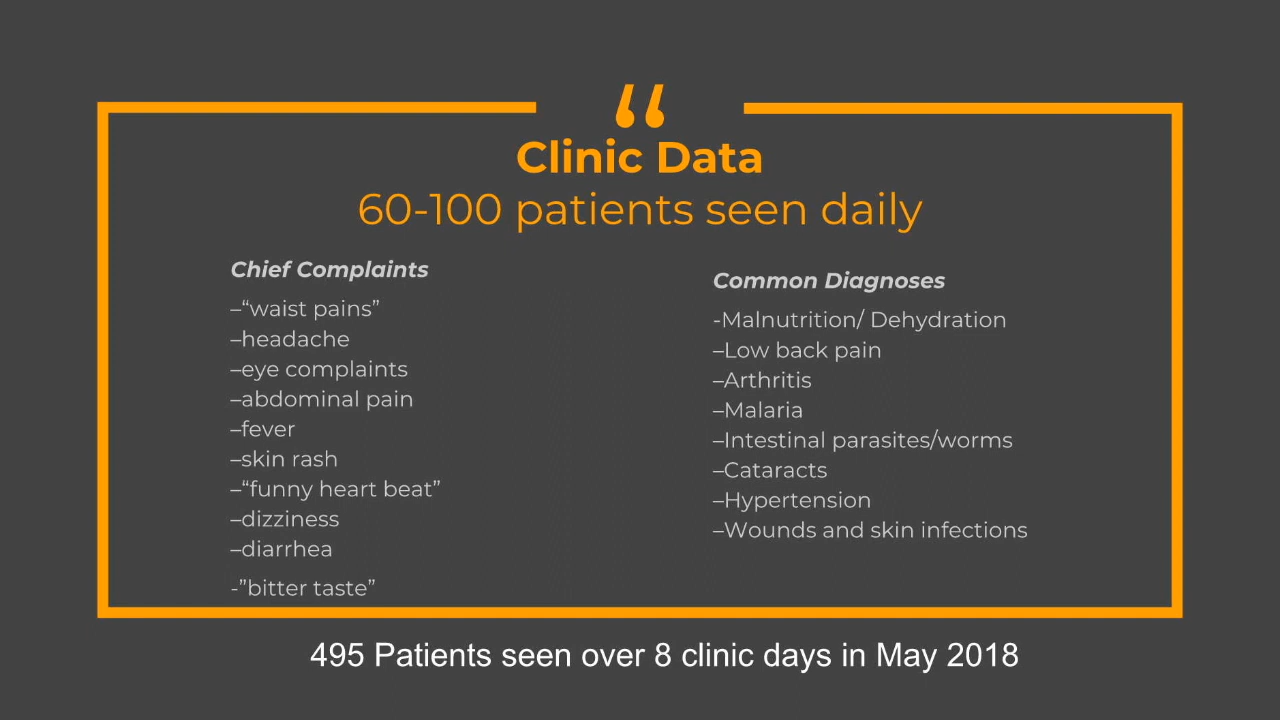 “
Clinic Data
60-100 patients seen daily
Chief Complaints
–“waist pains”
–headache
–eye complaints
–abdominal pain
–fever
–skin rash
–“funny heart beat”
–dizziness
–diarrhea
-”bitter taste”
Common Diagnoses
-Malnutrition/ Dehydration
–Low back pain
–Arthritis
–Malaria
–Intestinal parasites/worms
–Cataracts
–Hypertension
–Wounds and skin infections
495 Patients seen over 8 clinic days in May 2018